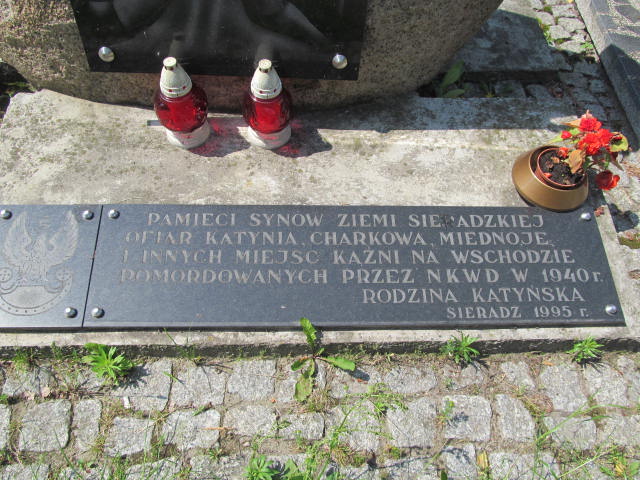 PAMIĘCI SYNÓW ZIEMI SIERADZKIEJ
OFIAR KATYNIA, CHARKOWA, MIEDNOJE,
I INNYCH MIEJSC KAŹNI NA WSCHODZIE
POMORDOWANYCH PRZEZ NKWD W 1940 r.
RODZINA KATYŃSKA
SIERADZ 1995 r.